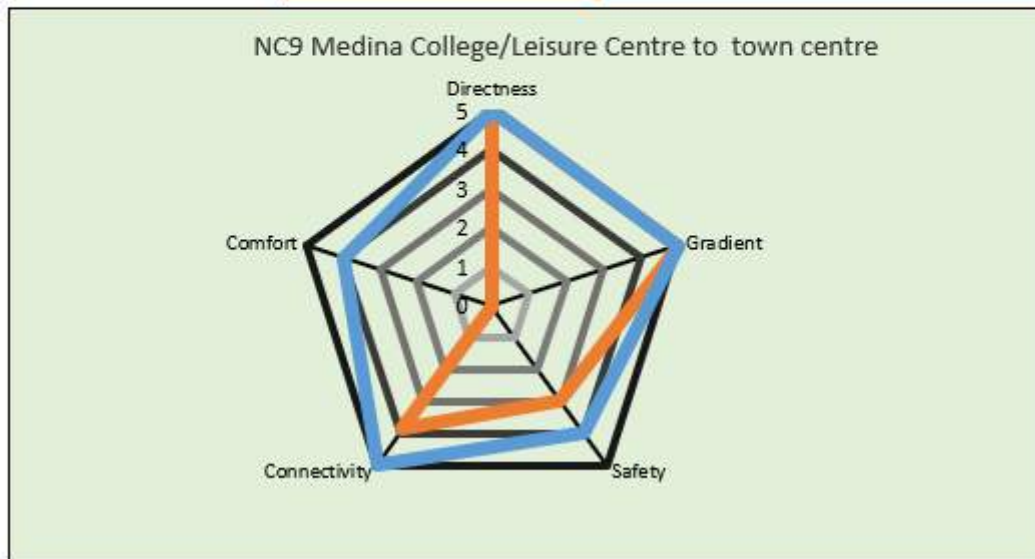 NC9 Medina College/Leisure Centre to town centre
Directness
5
4
3
2
1
0
Comfort
Gradient
Connectivity
Safety